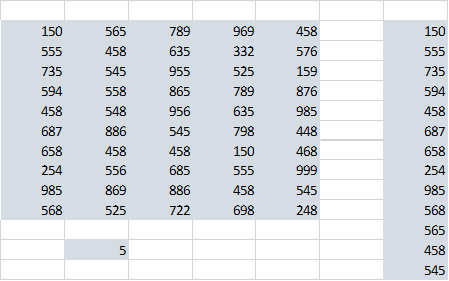 150 565 789 969 458 150
555 458 635 332 576 555
735 545 955 525 159 735
594 558 865 789 876 594
458 548 956 635 985 458
687 886 545 798 448 687
658 458 458 150 468 658
254 556 685 555 999 254
985 869 886 458 545 985
568 525 722 698 248 568
565
5 458
545